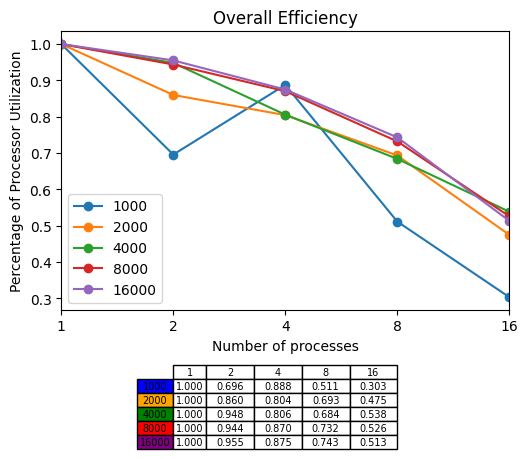 Overall Efficiency
Percentage of Processor Utilization
1.0
0.9
0.8
0.7
0.6
0.5
0.4
0.3
1000
2000
4000
8000
16000
1 2 4 8 16
Number of processes
1 2 4 8 16
1000 1.000 0.696 0.888 0.511 0.303
2000 1.000 0.860 0.804 0.693 0.475
4000 1.000 0.948 0.806 0.684 0.538
8000 1.000 0.944 0.870 0.732 0.526
16000 1.000 0.955 0.875 0.743 0.513